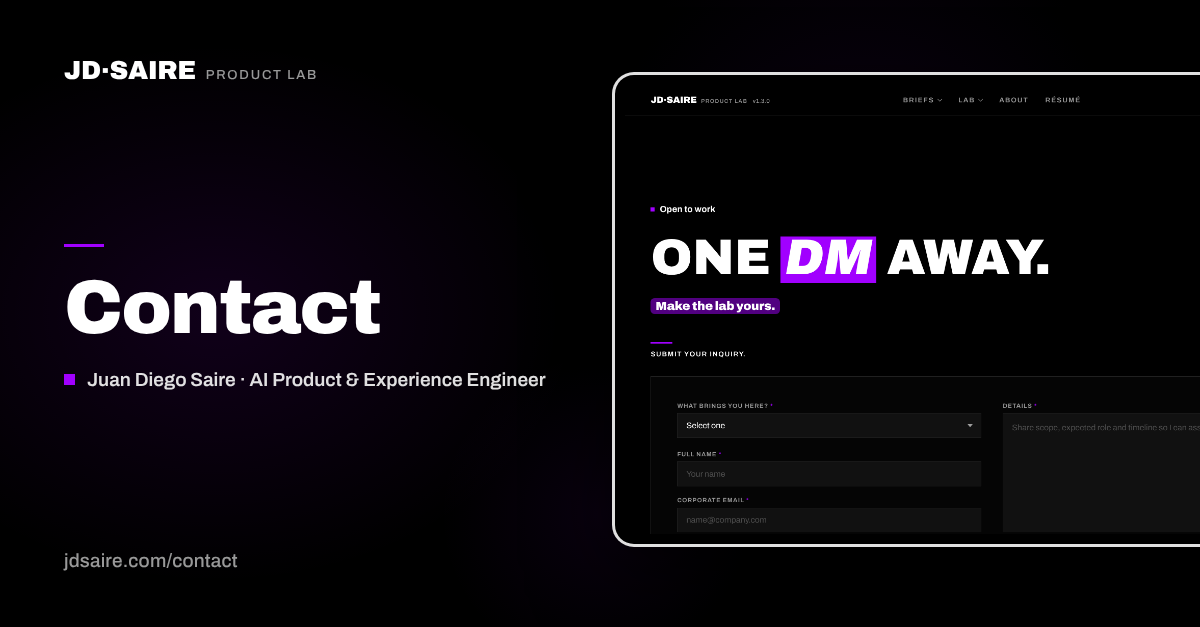 JD·SAIRE PRODUCT LAB
Contact
Juan Diego Saire · AI Product & Experience Engineer
jdsaire.com/contact
JD·SAIRE PRODUCT LAB v1.3.0
BRIEFS LAB ABOUT RÉSUMÉ
Open to work
ONE DM AWAY.
Make the lab yours.
SUBMIT YOUR INQUIRY.
WHAT BRINGS YOU HERE? *
Select one
FULL NAME *
Your name
CORPORATE EMAIL *
name@company.com
DETAILS *
Share scope, expected role and timeline so I can